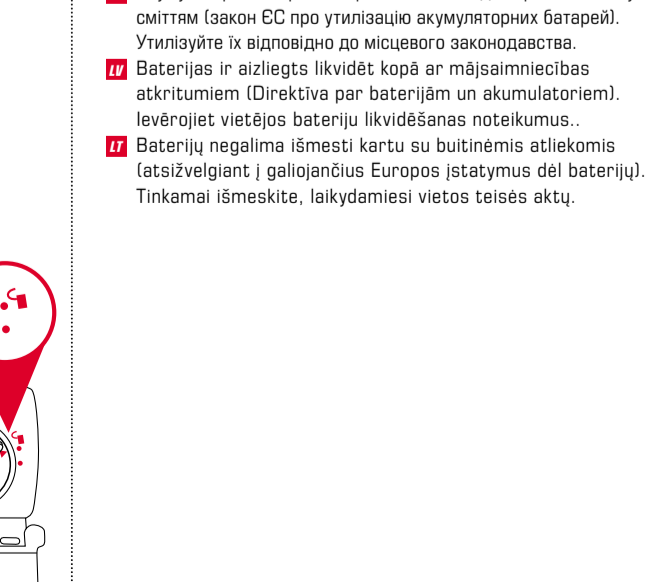 сміттям (закон ЄС про утилізацію акумуляторних батарей).
Утилізуйте їх відповідно до місцевого законодавства.
LV Baterijas ir aizliegts likvidēt kopā ar mājsaimniecības
atkritumiem (Direktīva par baterijām un akumulatoriem).
Ievērojiet vietējos bateriju likvidēšanas noteikumus..
LT Baterijų negalima išmesti kartu su buitinėmis atliekomis
(atsižvelgiant į galiojančius Europos įstatymus dėl baterijų).
Tinkamai išmeskite, laikydamiesi vietos teisės aktų.